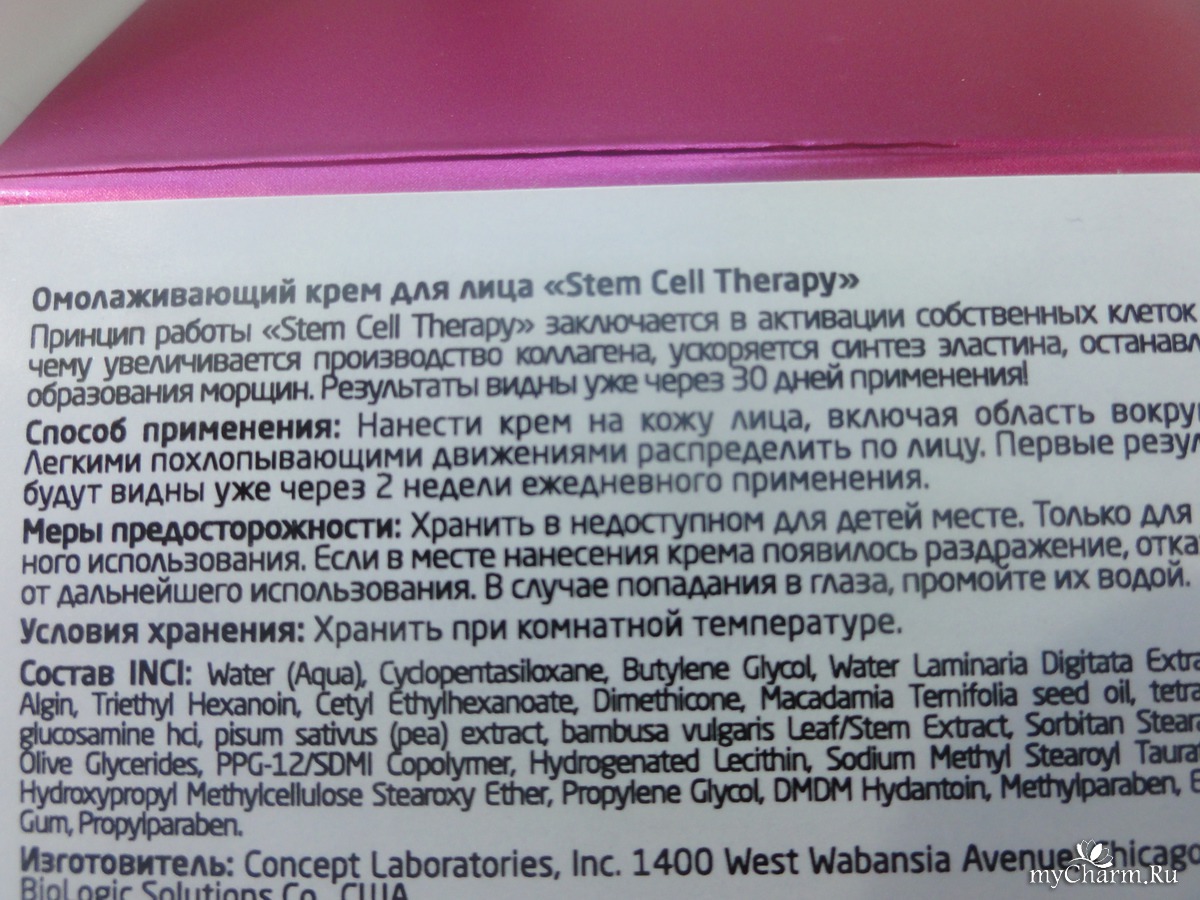 Омолаживающий крем для лица «Stem Cell Therapy»
Принцип работы «Stem Cell Therapy» заключается в активации собственных клеток
чему увеличивается производство коллагена, ускоряется синтез эластина,
образования морщин. Результаты видны уже через 30 дней применения!
Способ применения: Нанести крем на кожу лица, включая область
Легкими похлопывающими движениями распределить по лицу. Первые
будут видны уже через 2 недели ежедневного применения.
Меры предосторожности: Хранить в недоступном для детей месте. Только для
ного использования. Если в месте нанесения крема появилось раздражение,
от дальнейшего использования. В случае попадания в глаза, промойте их водой.
Условия хранения: Хранить при комнатной температуре.
Состав INCI: Water (Aqua), Cyclopentasiloxane, Butylene Glycol, Water Laminaria Digitata
Algin, Triethyl Hexanoin, Cetyl Ethylhexanoate, Dimethicone, Macadamia Ternifolia seed oil,
glucosamine hci, pisum sativus (pea) extract, bambusa vulgaris Leaf/Stem Extract, Sorbitan
Olive Glycerides, PPG-12/SDMI Copolymer, Hydrogenated Lecithin, Sodium Methyl Stearoyl
Hydroxypropyl Methylcellulose Stearoxy Ether, Propylene Glycol, DMDM Hydantoin, Methylparaben,
Gum, Propylparaben.
Изготовитель: Concept Laboratories, Inc. 1400 West Wabansia Avenue Chicago
BioLogic Solutions Co., США
myCharm.Ru